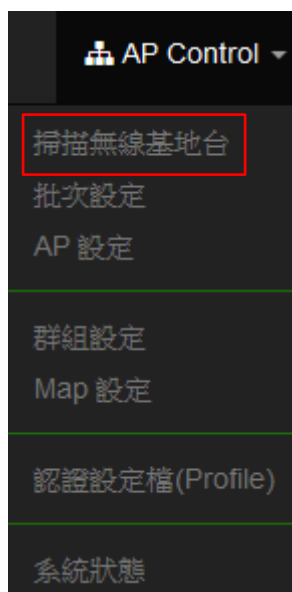 AP Control
掃描無線基地台
批次設定
AP 設定
群組設定
Map 設定
認證設定檔(Profile)
系統狀態